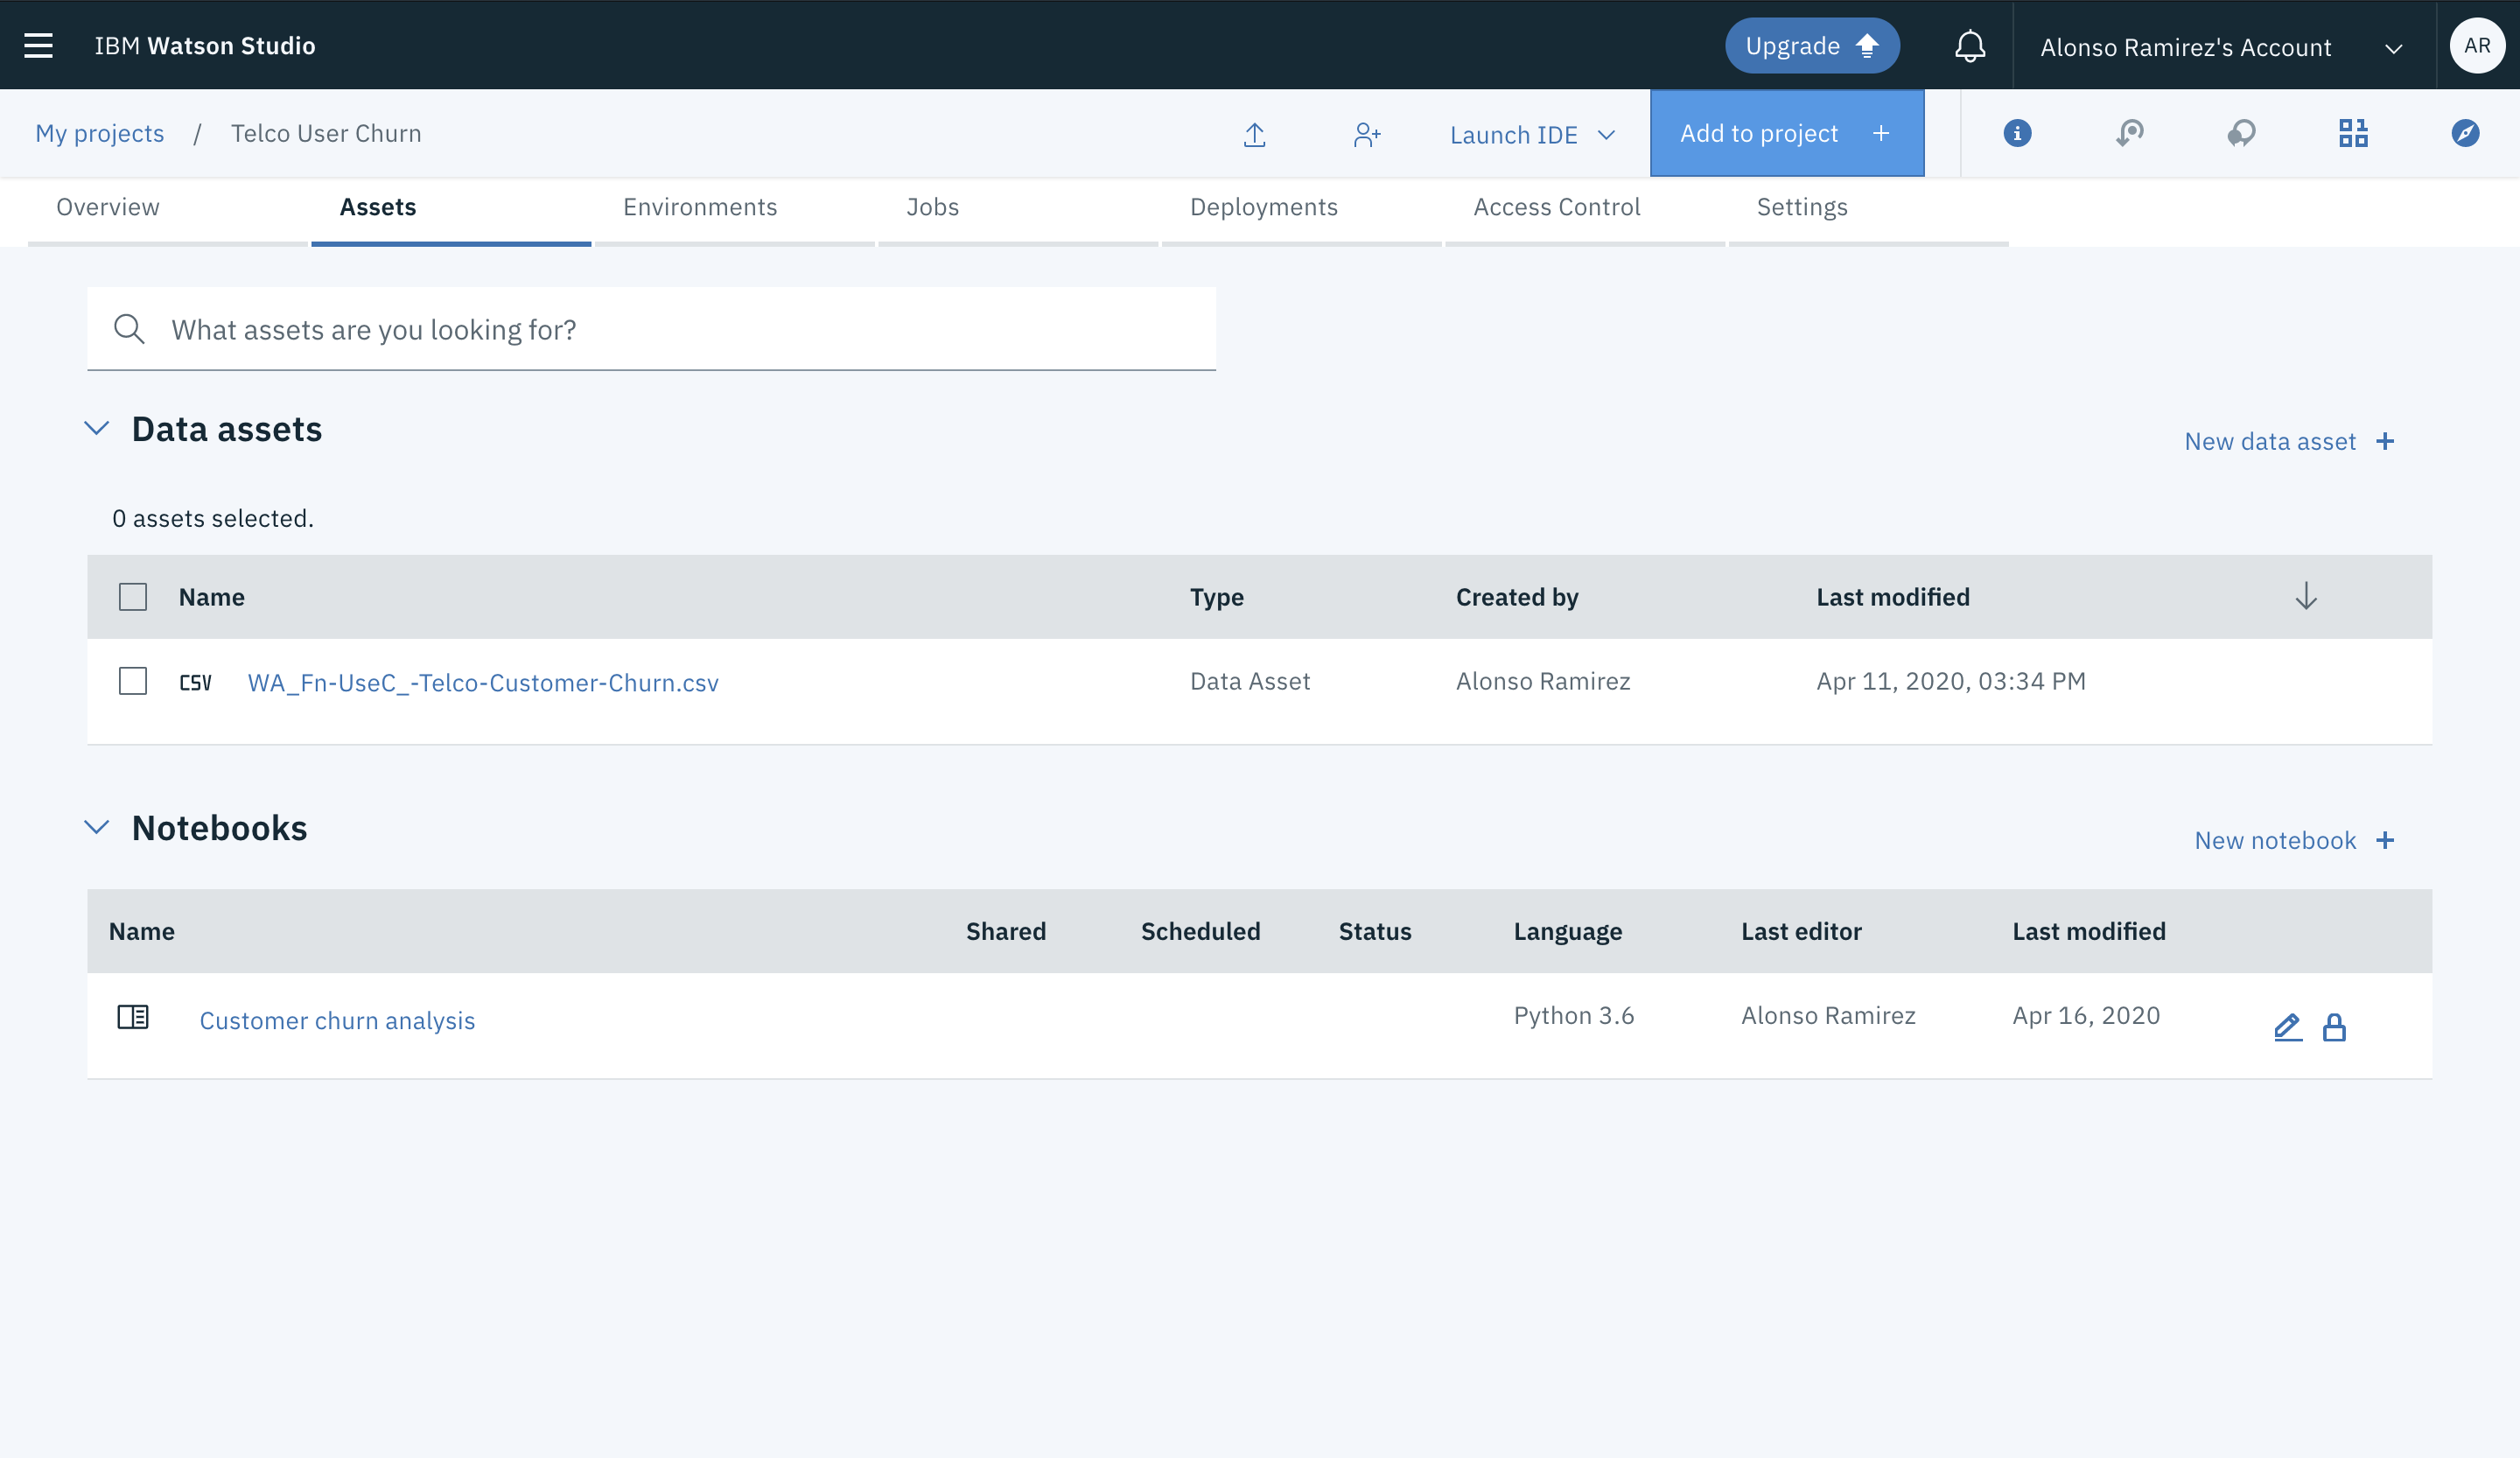 IBM Watson Studio
Upgrade
Alonso Ramirez's Account
AR
My projects / Telco User Churn
Launch IDE
Add to project +
Overview
Assets
Environments
Jobs
Deployments
Access Control
Settings
What assets are you looking for?
Data assets
New data asset +
0 assets selected.
Name Type Created by Last modified
CSV WA_Fn-UseC_-Telco-Customer-Churn.csv Data Asset Alonso Ramirez Apr 11, 2020, 03:34 PM
Notebooks
New notebook +
Name Shared Scheduled Status Language Last editor Last modified
Customer churn analysis Python 3.6 Alonso Ramirez Apr 16, 2020